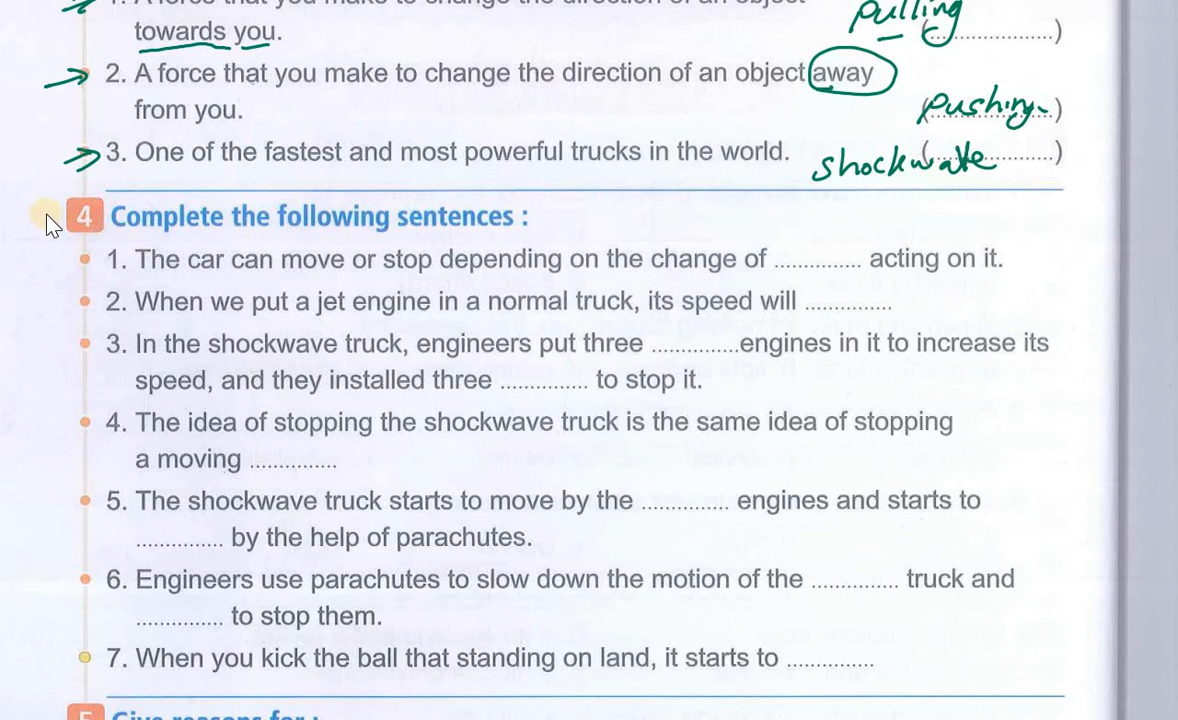 pulling
towards you. (....................)
2. A force that you make to change the direction of an object away
from you. (pushing)
3. One of the fastest and most powerful trucks in the world. (....................)
shockwave
4 Complete the following sentences :
1. The car can move or stop depending on the change of .............. acting on it.
2. When we put a jet engine in a normal truck, its speed will ..............
3. In the shockwave truck, engineers put three ..............engines in it to increase its
speed, and they installed three .............. to stop it.
4. The idea of stopping the shockwave truck is the same idea of stopping
a moving ..............
5. The shockwave truck starts to move by the .............. engines and starts to
.............. by the help of parachutes.
6. Engineers use parachutes to slow down the motion of the .............. truck and
.............. to stop them.
7. When you kick the ball that standing on land, it starts to ..............